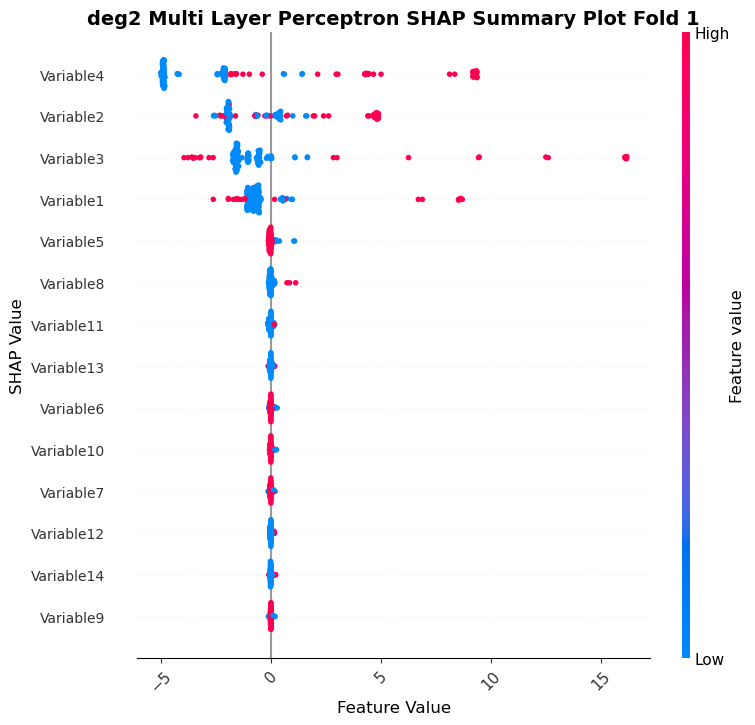 deg2 Multi Layer Perceptron SHAP Summary Plot Fold 1
High
Variable4
Variable2
Variable3
Variable1
Variable5
Variable8
Variable11
Variable13
Variable6
Variable10
Variable7
Variable12
Variable14
Variable9
SHAP Value
Feature value
Low
−5
0
5
10
15
Feature Value